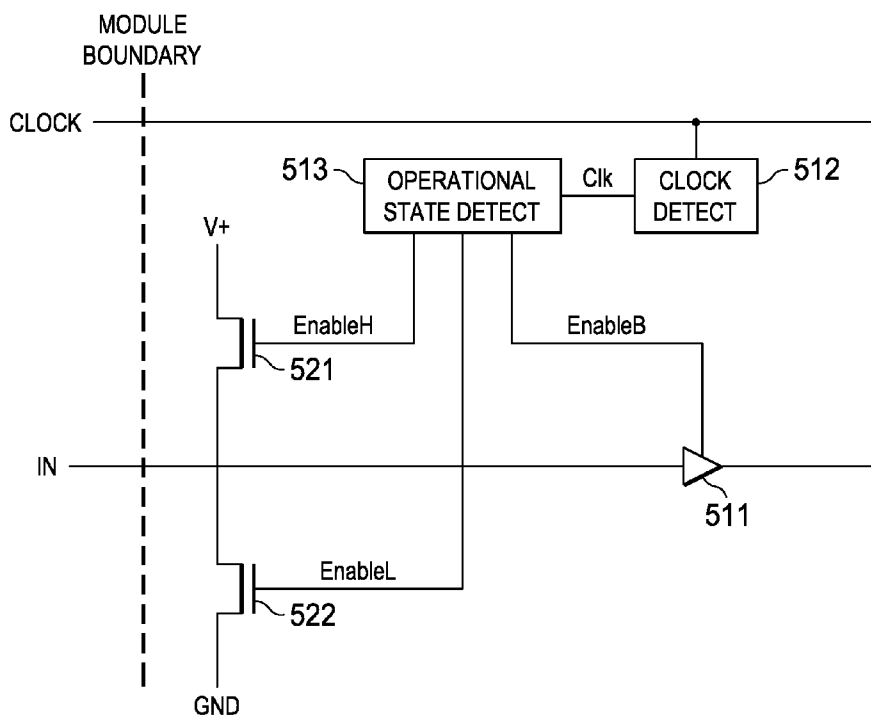 MODULE
BOUNDARY
CLOCK
513
OPERATIONAL
STATE DETECT
Clk
CLOCK
DETECT
512
V+
EnableH
521
EnableB
IN
511
EnableL
522
GND